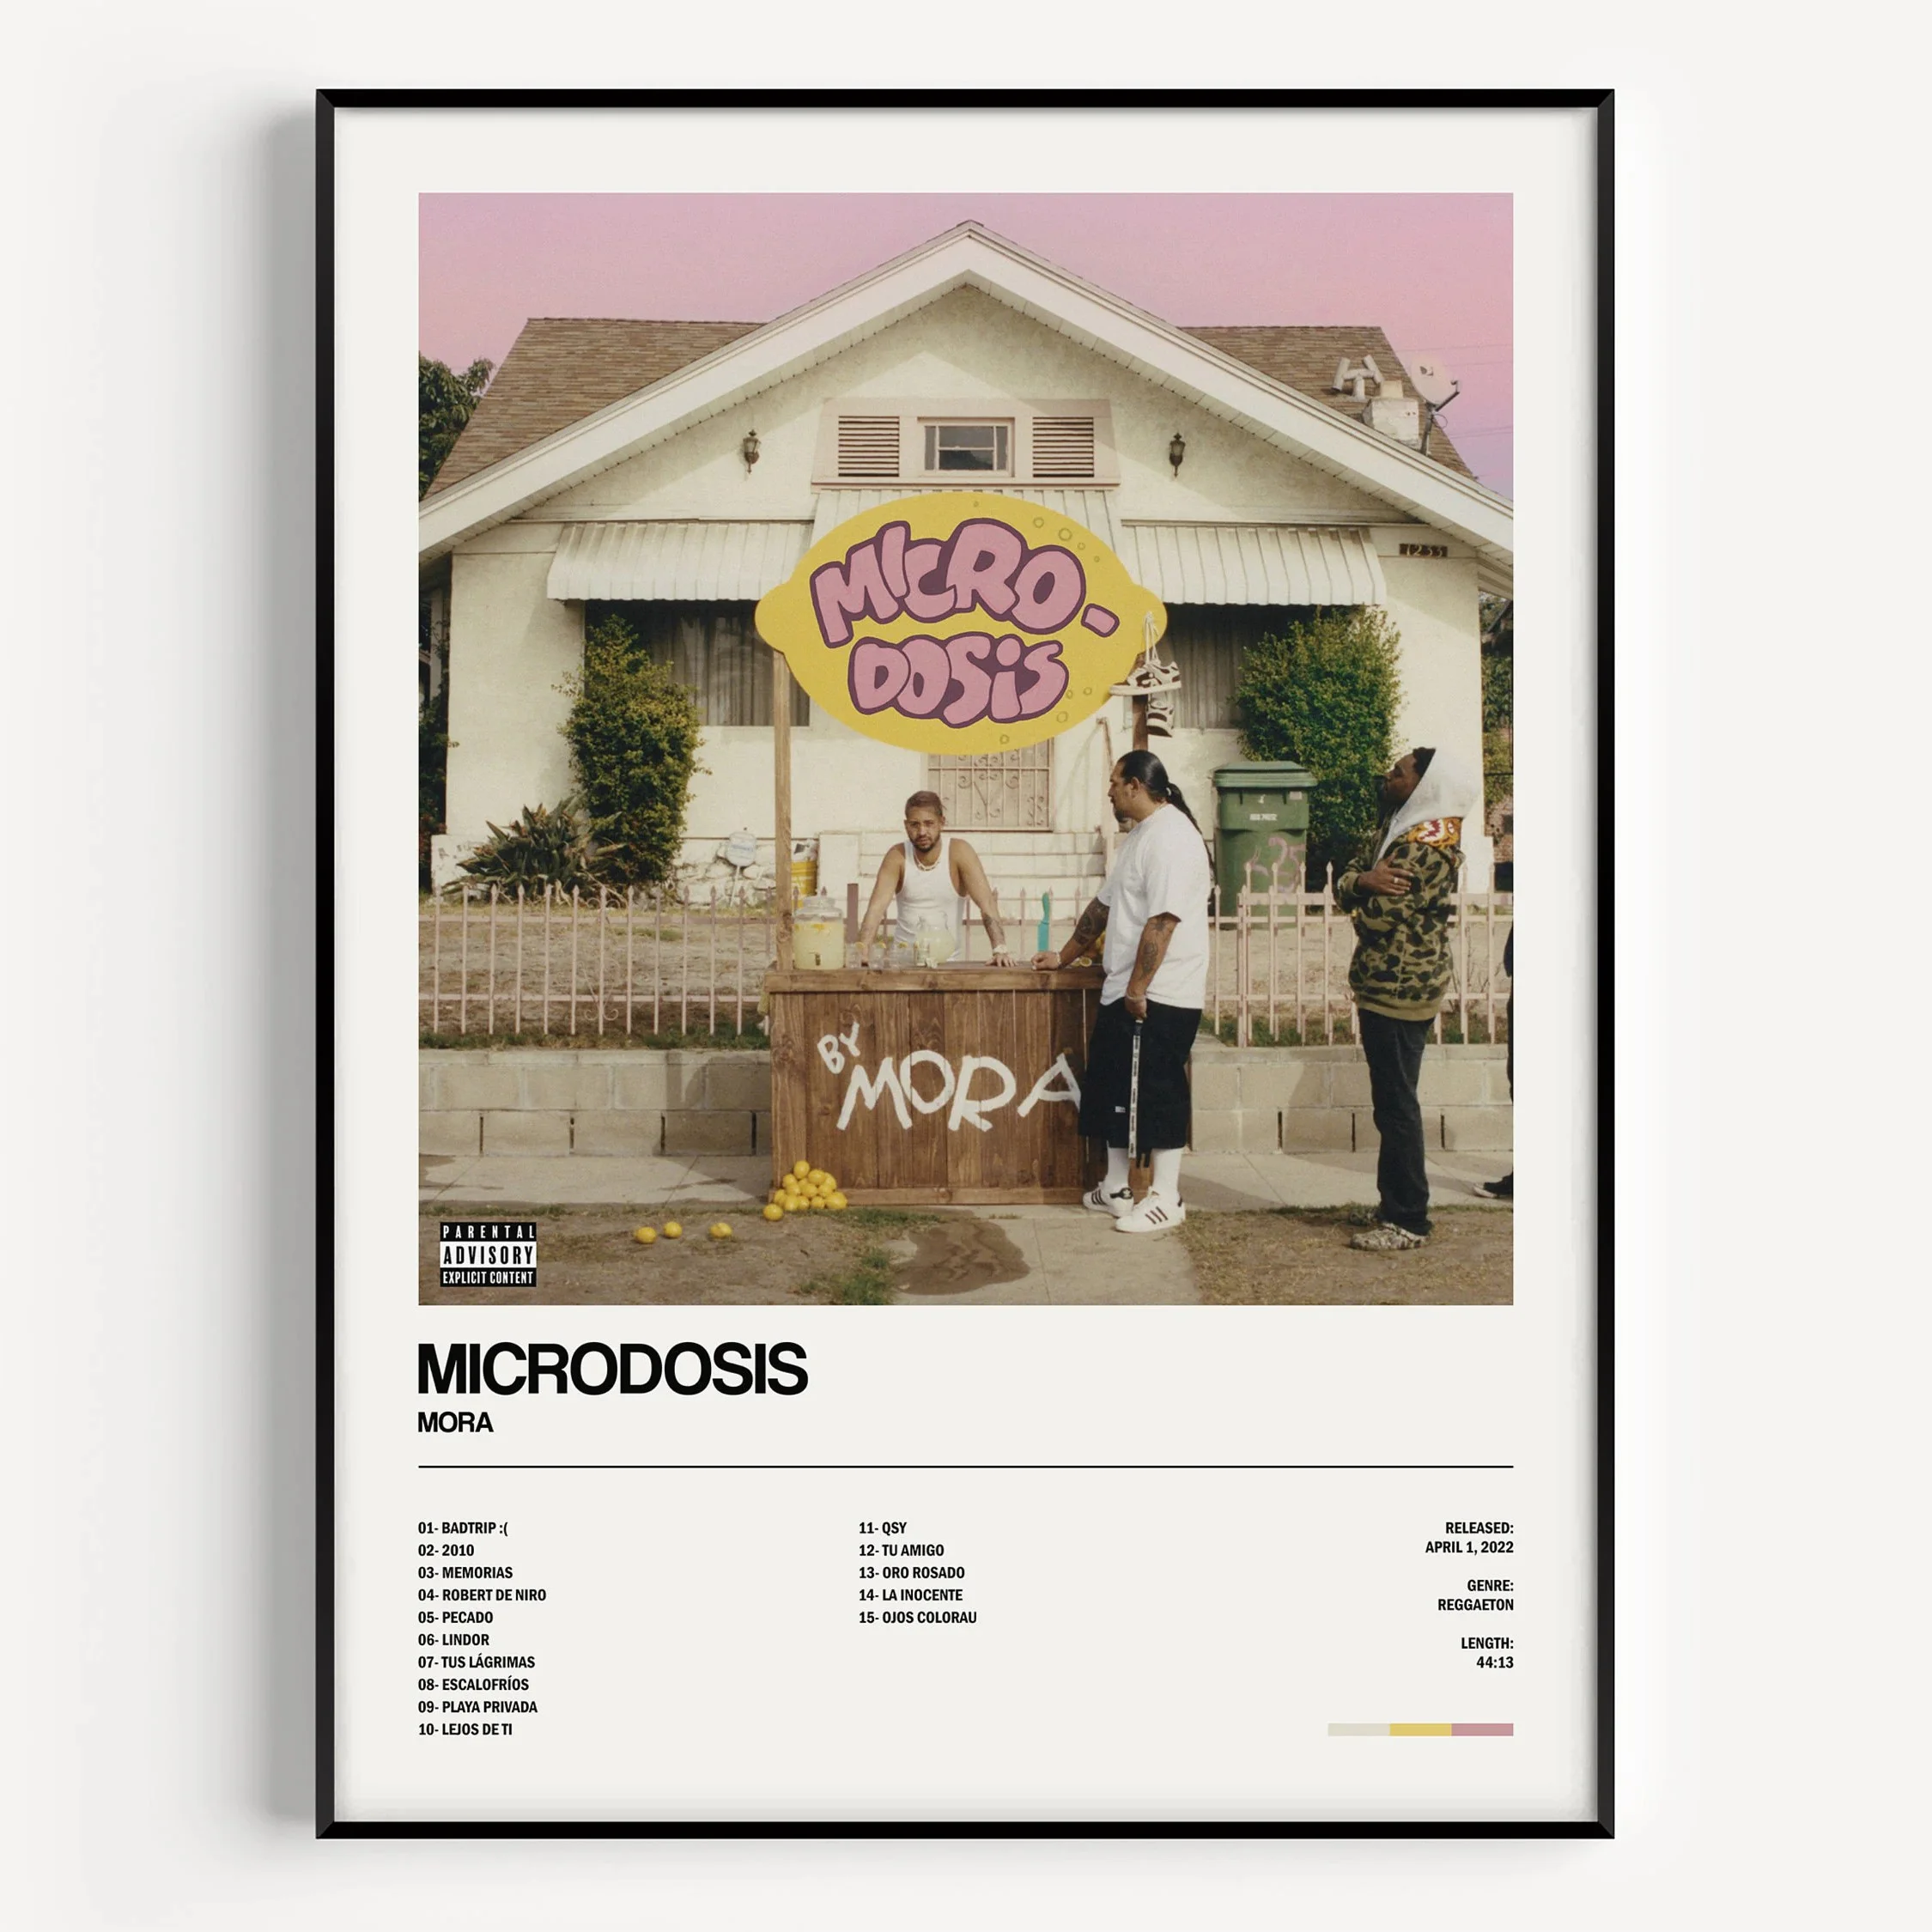 1233
MICRO-
DOSIS
BY
MORA
PARENTAL
ADVISORY
EXPLICIT CONTENT
MICRODOSIS
MORA
01- BADTRIP :(
02- 2010
03- MEMORIAS
04- ROBERT DE NIRO
05- PECADO
06- LINDOR
07- TUS LÁGRIMAS
08- ESCALOFRÍOS
09- PLAYA PRIVADA
10- LEJOS DE TI
11- QSY
12- TU AMIGO
13- ORO ROSADO
14- LA INOCENTE
15- OJOS COLORAU
RELEASED:
APRIL 1, 2022
GENRE:
REGGAETON
LENGTH:
44:13